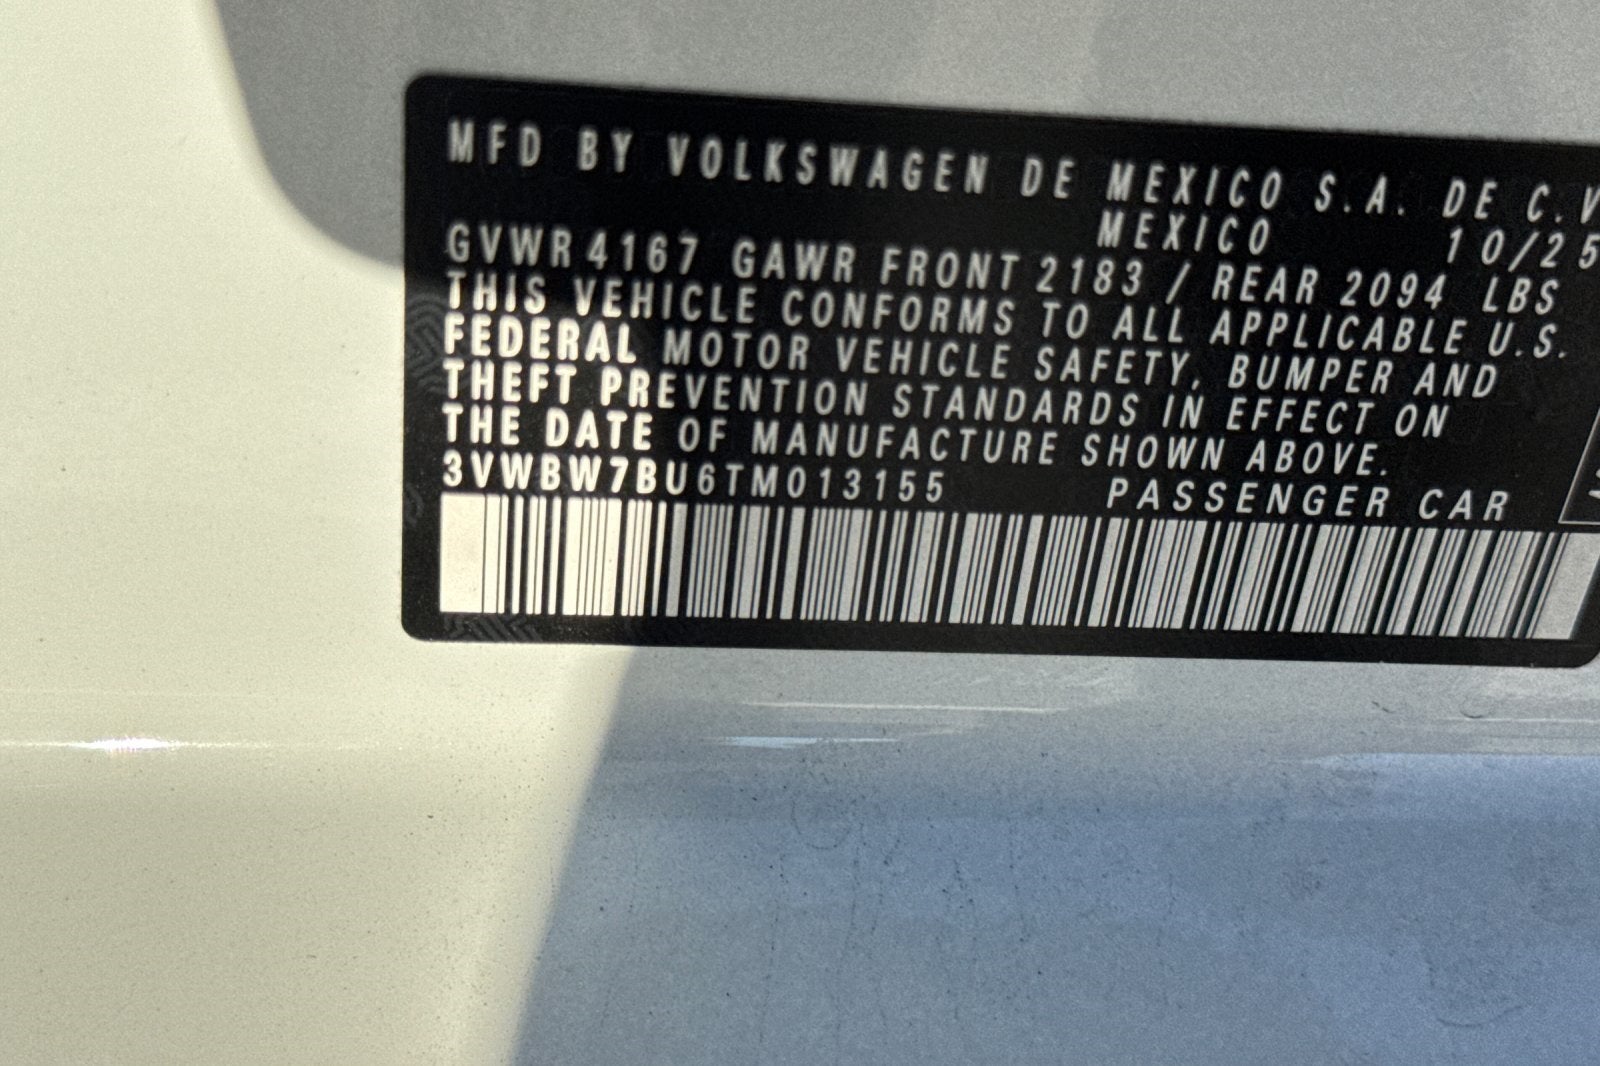 MFD BY VOLKSWAGEN DE MEXICO S.A. DE C.V
MEXICO 10/25
GVWR 4167 GAWR FRONT 2183 / REAR 2094 LBS
THIS VEHICLE CONFORMS TO ALL APPLICABLE U.S.
FEDERAL MOTOR VEHICLE SAFETY, BUMPER AND
THEFT PREVENTION STANDARDS IN EFFECT ON
THE DATE OF MANUFACTURE SHOWN ABOVE.
3VWBW7BU6TM013155 PASSENGER CAR